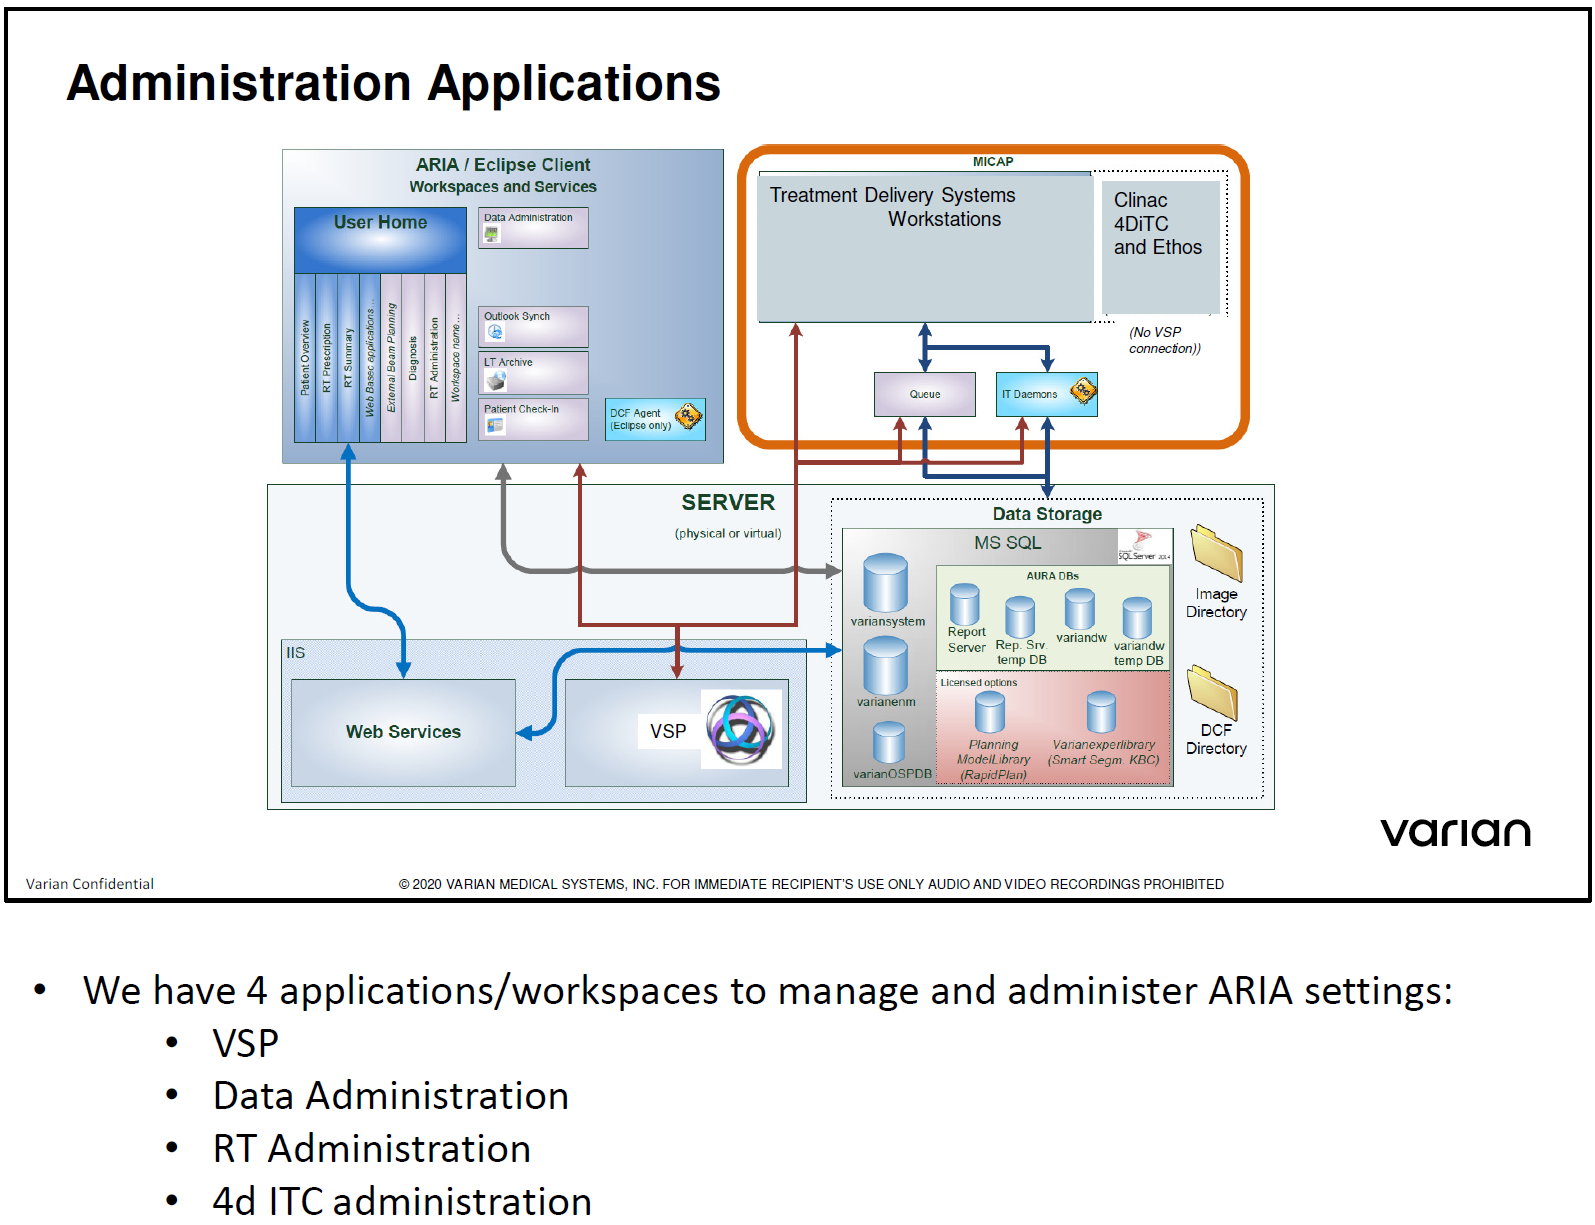 Administration Applications
ARIA / Eclipse Client
Workspaces and Services
User Home
Patient Overview
RT Prescription
RT Summary
Web Basec applications...
External Beam Planning
Diagnosis
RT Administration
Workspace name...
Data Administration
Outlook Synch
LT Archive
Patient Check-In
DCF Agent
(Eclipse only)
MICAP
Treatment Delivery Systems
Workstations
Clinac
4DiTC
and Ethos
(No VSP
connection))
Queue
IT Daemons
SERVER
(physical or virtual)
IIS
Web Services
VSP
Data Storage
MS SQL
SQL Server 2014
variansystem
varianenm
varianOSPDB
AURA DBs
Report
Server
Rep. Srv.
temp DB
variandw
variandw
temp DB
Licensed options
Planning
ModelLibrary
(RapidPlan)
Varianexperlibrary
(Smart Segm. KBC)
Image
Directory
DCF
Directory
varian
Varian Confidential
© 2020 VARIAN MEDICAL SYSTEMS, INC. FOR IMMEDIATE RECIPIENT'S USE ONLY AUDIO AND VIDEO RECORDINGS PROHIBITED
• We have 4 applications/workspaces to manage and administer ARIA settings:
• VSP
• Data Administration
• RT Administration
• 4d ITC administration